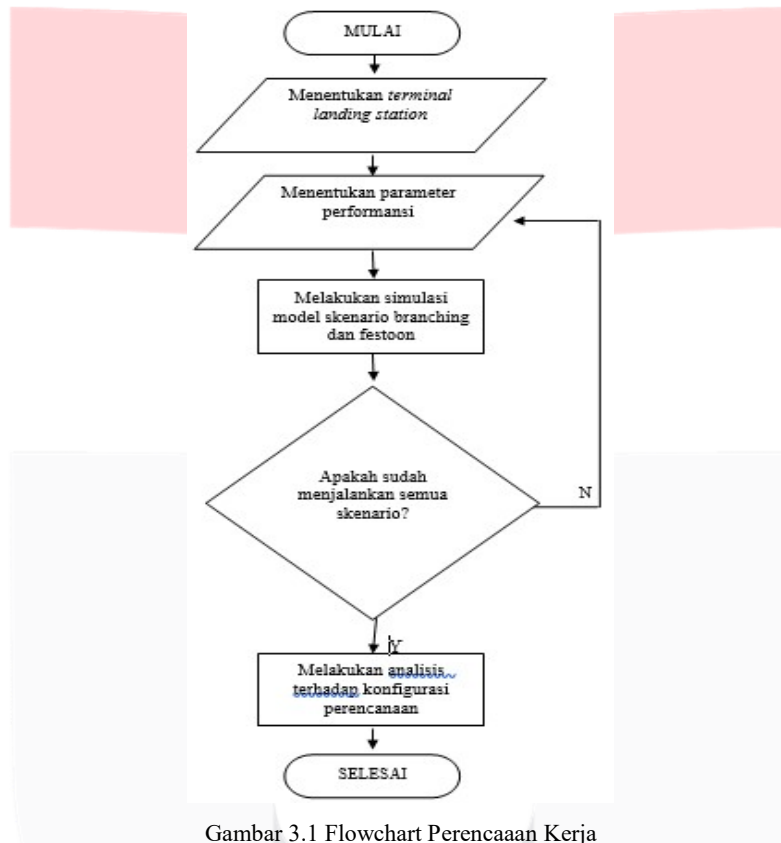 MULAI
Menentukan terminal
landing station
Menentukan parameter
performansi
Melakukan simulasi
model skenario branching
dan festoon
Apakah sudah
menjalankan semua
skenario?
N
Y
Melakukan analisis
terhadap konfigurasi
perencanaan
SELESAI
Gambar 3.1 Flowchart Perencaaan Kerja